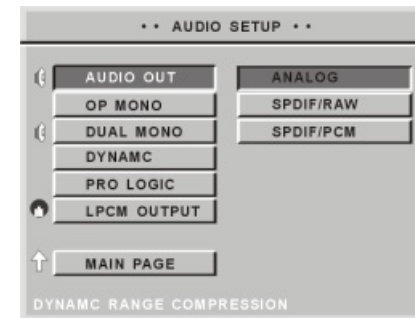 •• AUDIO SETUP ••
AUDIO OUT
OP MONO
DUAL MONO
DYNAMC
PRO LOGIC
LPCM OUTPUT
MAIN PAGE
ANALOG
SPDIF/RAW
SPDIF/PCM
DYNAMC RANGE COMPRESSION